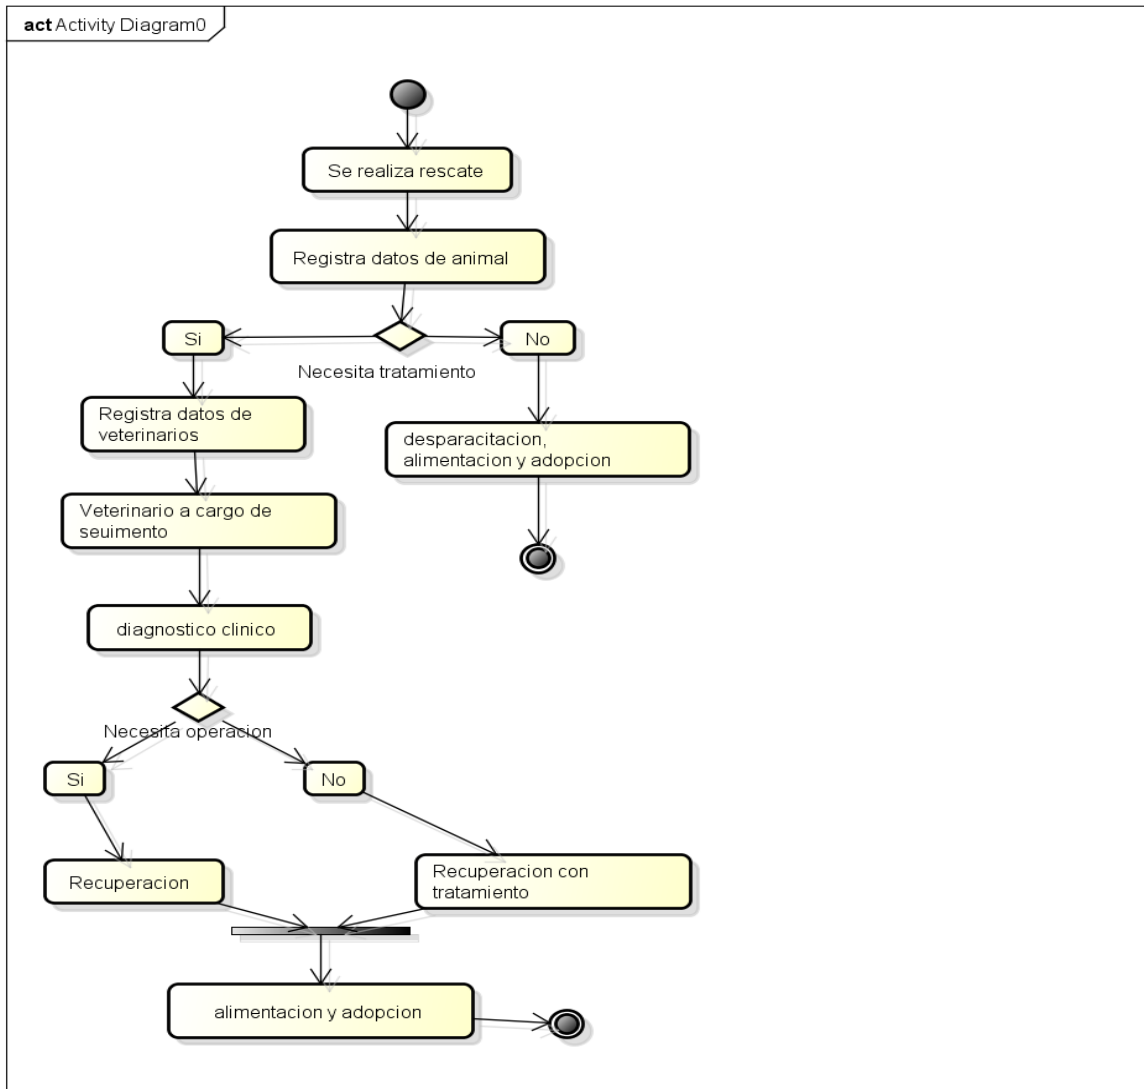 act Activity Diagram0
Se realiza rescate
Registra datos de animal
Si
No
Necesita tratamiento
Registra datos de
veterinarios
desparacitacion,
alimentacion y adopcion
Veterinario a cargo de
seuimento
diagnostico clinico
Necesita operacion
Si
No
Recuperacion
Recuperacion con
tratamiento
alimentacion y adopcion